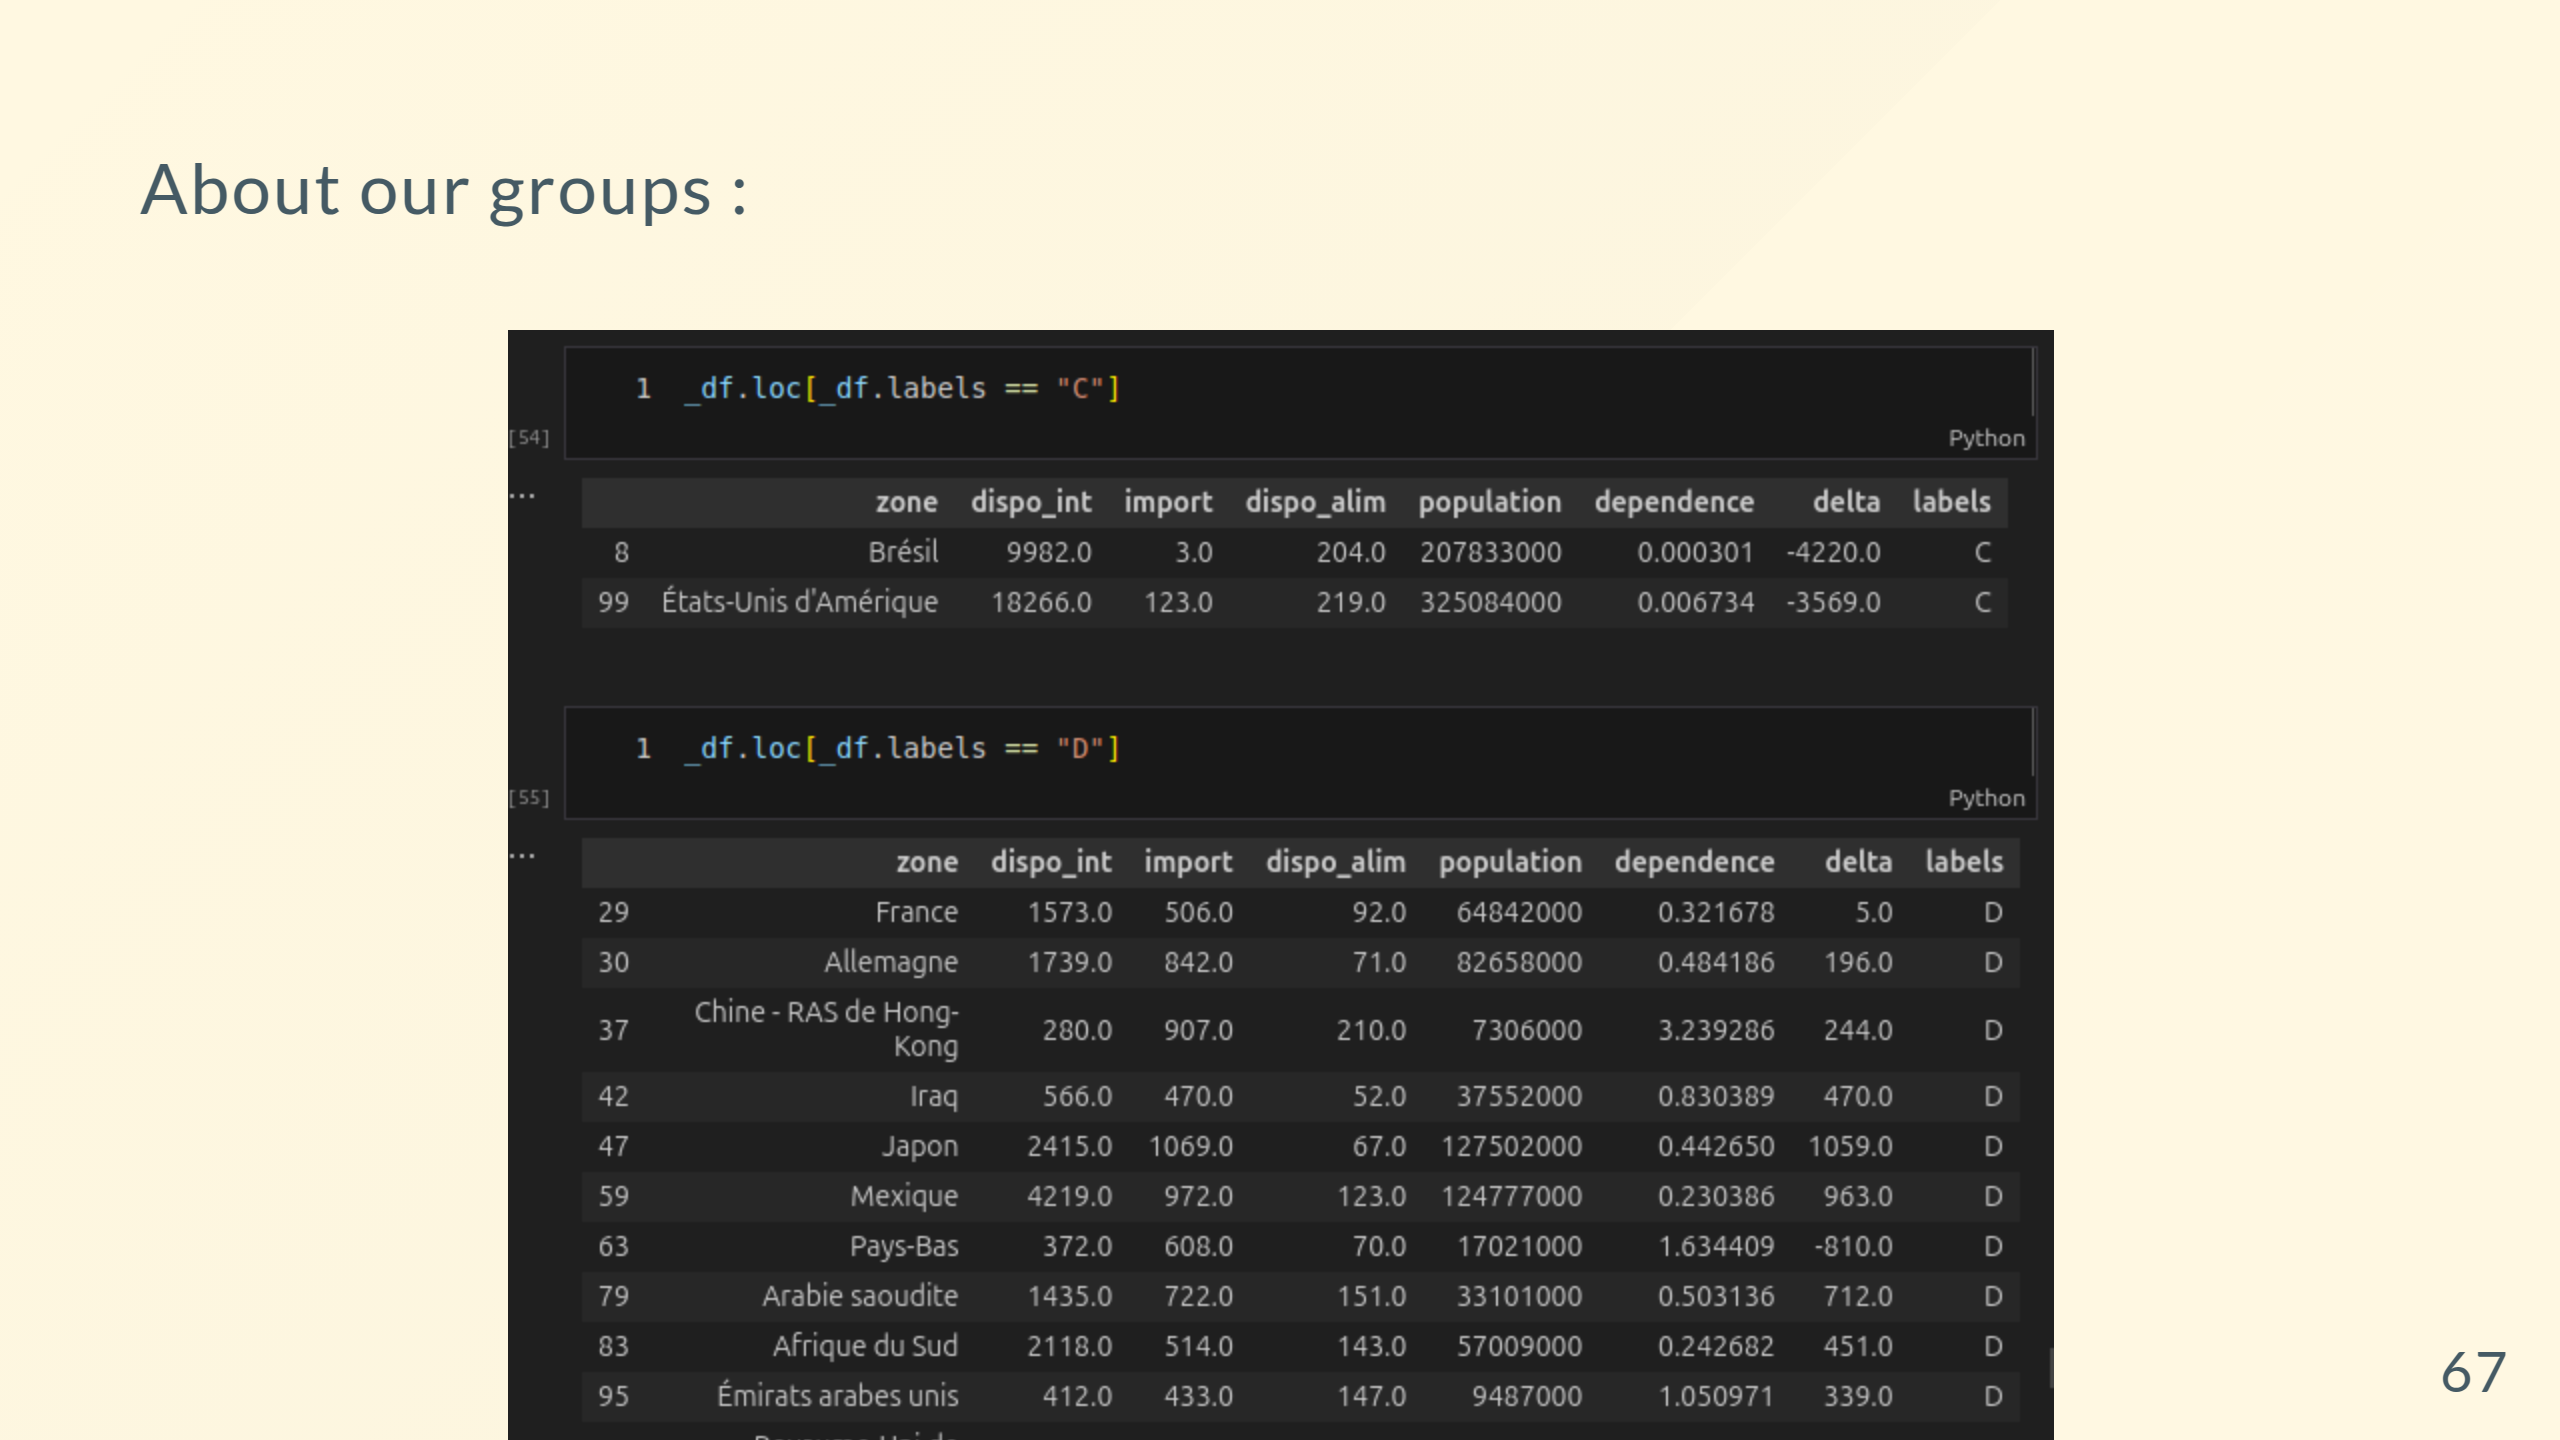 About our groups :
1 _df.loc[_df.labels == "C"]
[54]
Python
...
zone dispo_int import dispo_alim population dependence delta labels
8 Brésil 9982.0 3.0 204.0 207833000 0.000301 -4220.0 C
99 États-Unis d'Amérique 18266.0 123.0 219.0 325084000 0.006734 -3569.0 C
1 _df.loc[_df.labels == "D"]
[55]
Python
...
zone dispo_int import dispo_alim population dependence delta labels
29 France 1573.0 506.0 92.0 64842000 0.321678 5.0 D
30 Allemagne 1739.0 842.0 71.0 82658000 0.484186 196.0 D
Chine - RAS de Hong-
37 280.0 907.0 210.0 7306000 3.239286 244.0 D
Kong
42 Iraq 566.0 470.0 52.0 37552000 0.830389 470.0 D
47 Japon 2415.0 1069.0 67.0 127502000 0.442650 1059.0 D
59 Mexique 4219.0 972.0 123.0 124777000 0.230386 963.0 D
63 Pays-Bas 372.0 608.0 70.0 17021000 1.634409 -810.0 D
79 Arabie saoudite 1435.0 722.0 151.0 33101000 0.503136 712.0 D
83 Afrique du Sud 2118.0 514.0 143.0 57009000 0.242682 451.0 D
95 Émirats arabes unis 412.0 433.0 147.0 9487000 1.050971 339.0 D
67